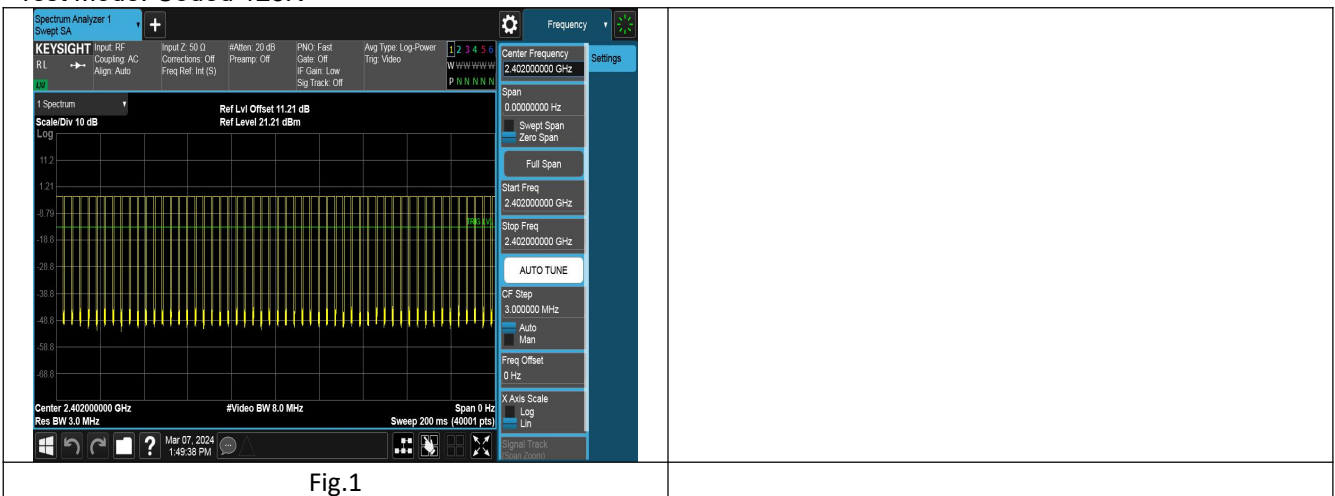 Spectrum Analyzer 1
Swept SA
+
Frequency
KEYSIGHT
RL
Input: RF
Coupling: AC
Align: Auto
Input Z: 50 Ω
Corrections: Off
Freq Ref: Int (S)
#Atten: 20 dB
Preamp: Off
PNO: Fast
Gate: Off
IF Gain: Low
Sig Track: Off
Avg Type: Log-Power
Trig: Video
1 2 3 4 5 6
W W W W W W
P N N N N N
Center Frequency
2.402000000 GHz
Settings
Span
0.00000000 Hz
Swept Span
Zero Span
Full Span
Start Freq
2.402000000 GHz
Stop Freq
2.402000000 GHz
AUTO TUNE
CF Step
3.000000 MHz
Auto
Man
Freq Offset
0 Hz
X Axis Scale
Log
Lin
Signal Track
(Span Zoom)
1 Spectrum
Scale/Div 10 dB
Log
Ref Lvl Offset 11.21 dB
Ref Level 21.21 dBm
11.2
1.21
-8.79
-18.8
-28.8
-38.8
-48.8
-58.8
-68.8
Center 2.402000000 GHz
Res BW 3.0 MHz
#Video BW 8.0 MHz
Span 0 Hz
Sweep 200 ms (40001 pts)
?
Mar 07, 2024
1:49:38 PM
Fig.1